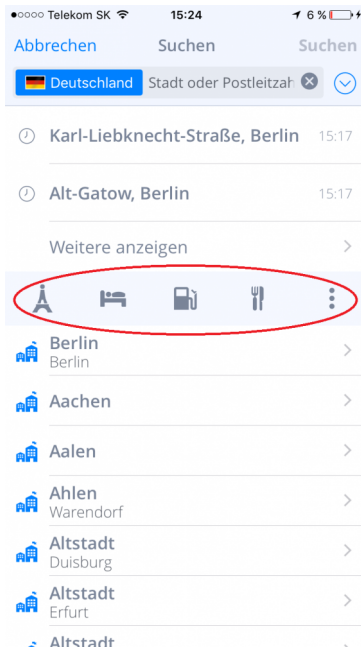 Telekom SK 15:24 6 %
Abbrechen Suchen Suchen
Deutschland Stadt oder Postleitzah
Karl-Liebknecht-Straße, Berlin 15:17
Alt-Gatow, Berlin 15:17
Weitere anzeigen
Berlin
Berlin
Aachen
Aalen
Ahlen
Warendorf
Altstadt
Duisburg
Altstadt
Erfurt
Altstadt